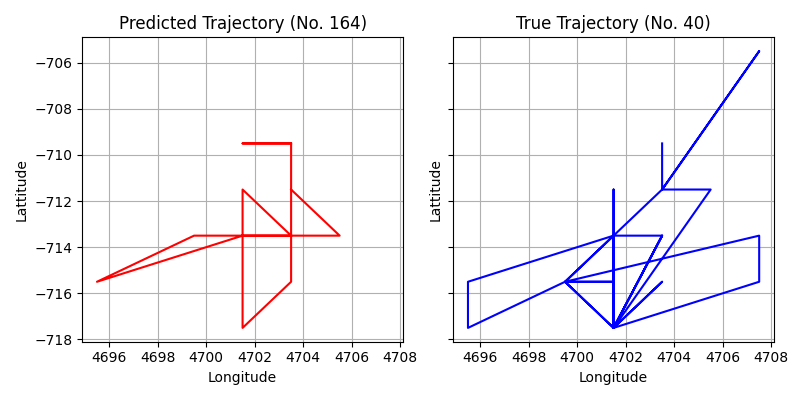 Predicted Trajectory (No. 164)
True Trajectory (No. 40)
−706
−708
−710
−712
−714
−716
−718
Lattitude
Lattitude
4696 4698 4700 4702 4704 4706 4708
4696 4698 4700 4702 4704 4706 4708
Longitude
Longitude